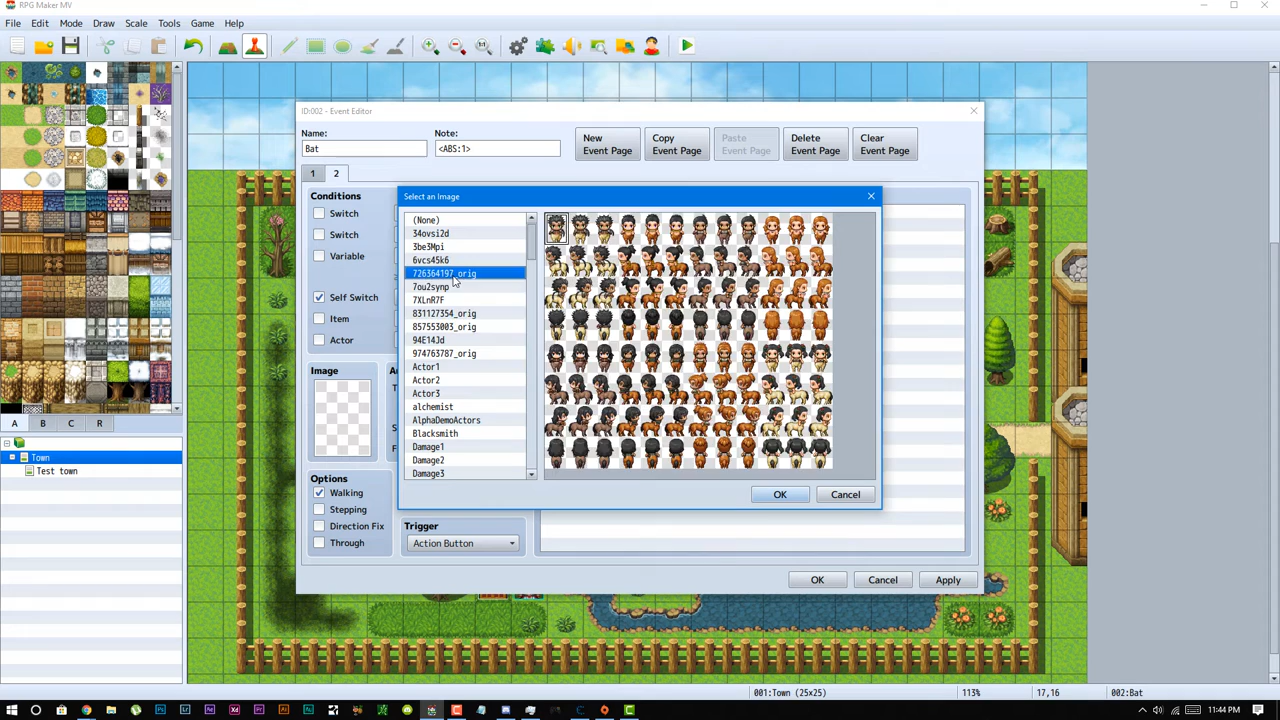 RPG Maker MV
File Edit Mode Draw Scale Tools Game Help
ID:002 - Event Editor
Name: Note:
Bat <ABS:1>
New Event Page
Copy Event Page
Paste Event Page
Delete Event Page
Clear Event Page
1 2
Conditions
Switch
Switch
Variable
Self Switch
Item
Actor
Image
Options
Walking
Stepping
Direction Fix
Through
Trigger
Action Button
OK Cancel Apply
Select an Image
(None)
34ovsi2d
3be3Mpi
6vcs45k6
726364197_orig
7ou2synp
7XLnR7F
831127354_orig
857553003_orig
94E14Jd
974763787_orig
Actor1
Actor2
Actor3
alchemist
AlphaDemoActors
Blacksmith
Damage1
Damage2
Damage3
OK Cancel
A B C R
Town
Test town
001:Town (25x25) 113% 17,16 002:Bat
11:44 PM